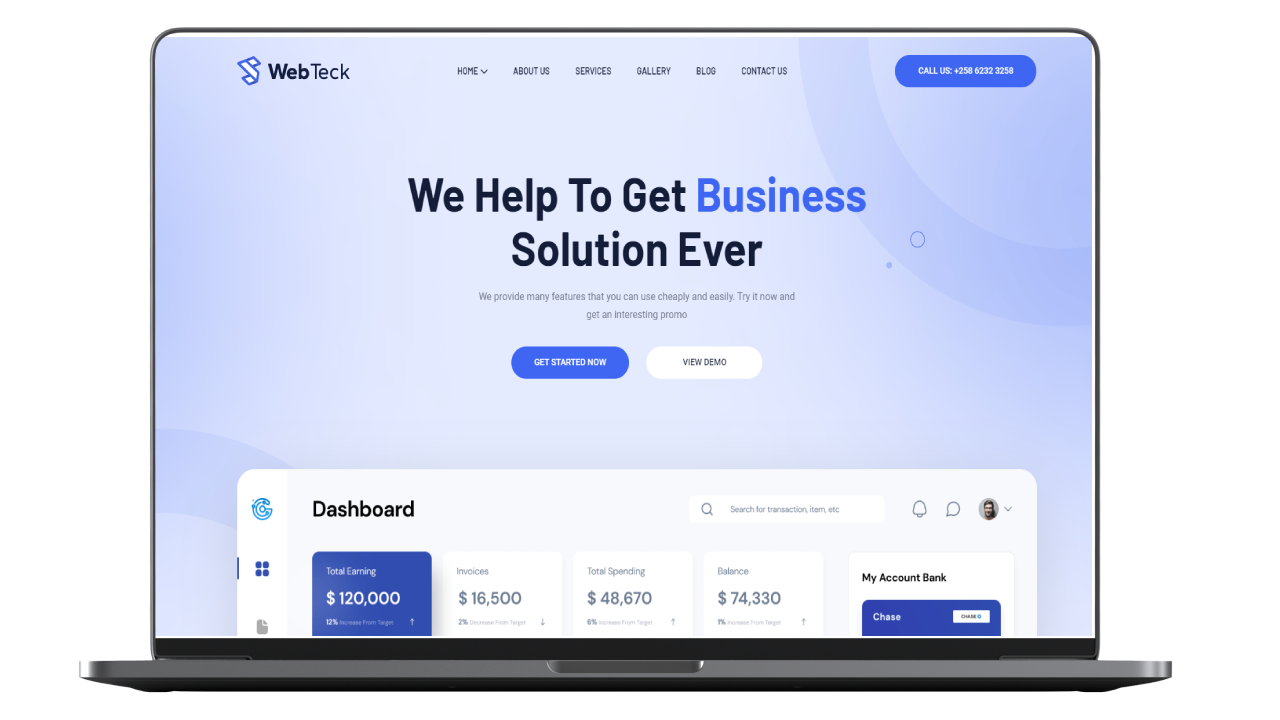 WebTeck
HOME ABOUT US SERVICES GALLERY BLOG CONTACT US
CALL US: +258 6232 3258
We Help To Get Business
Solution Ever
We provide many features that you can use cheaply and easily. Try it now and
get an interesting promo
GET STARTED NOW VIEW DEMO
Dashboard
Search for transaction, item, etc
Total Earning Invoices Total Spending Balance
My Account Bank
$ 120,000 $ 16,500 $ 48,670 $ 74,330
Chase CHASE
12% Increase From Target 2% Decrease From Target 6% Increase From Target 1% Increase From Target